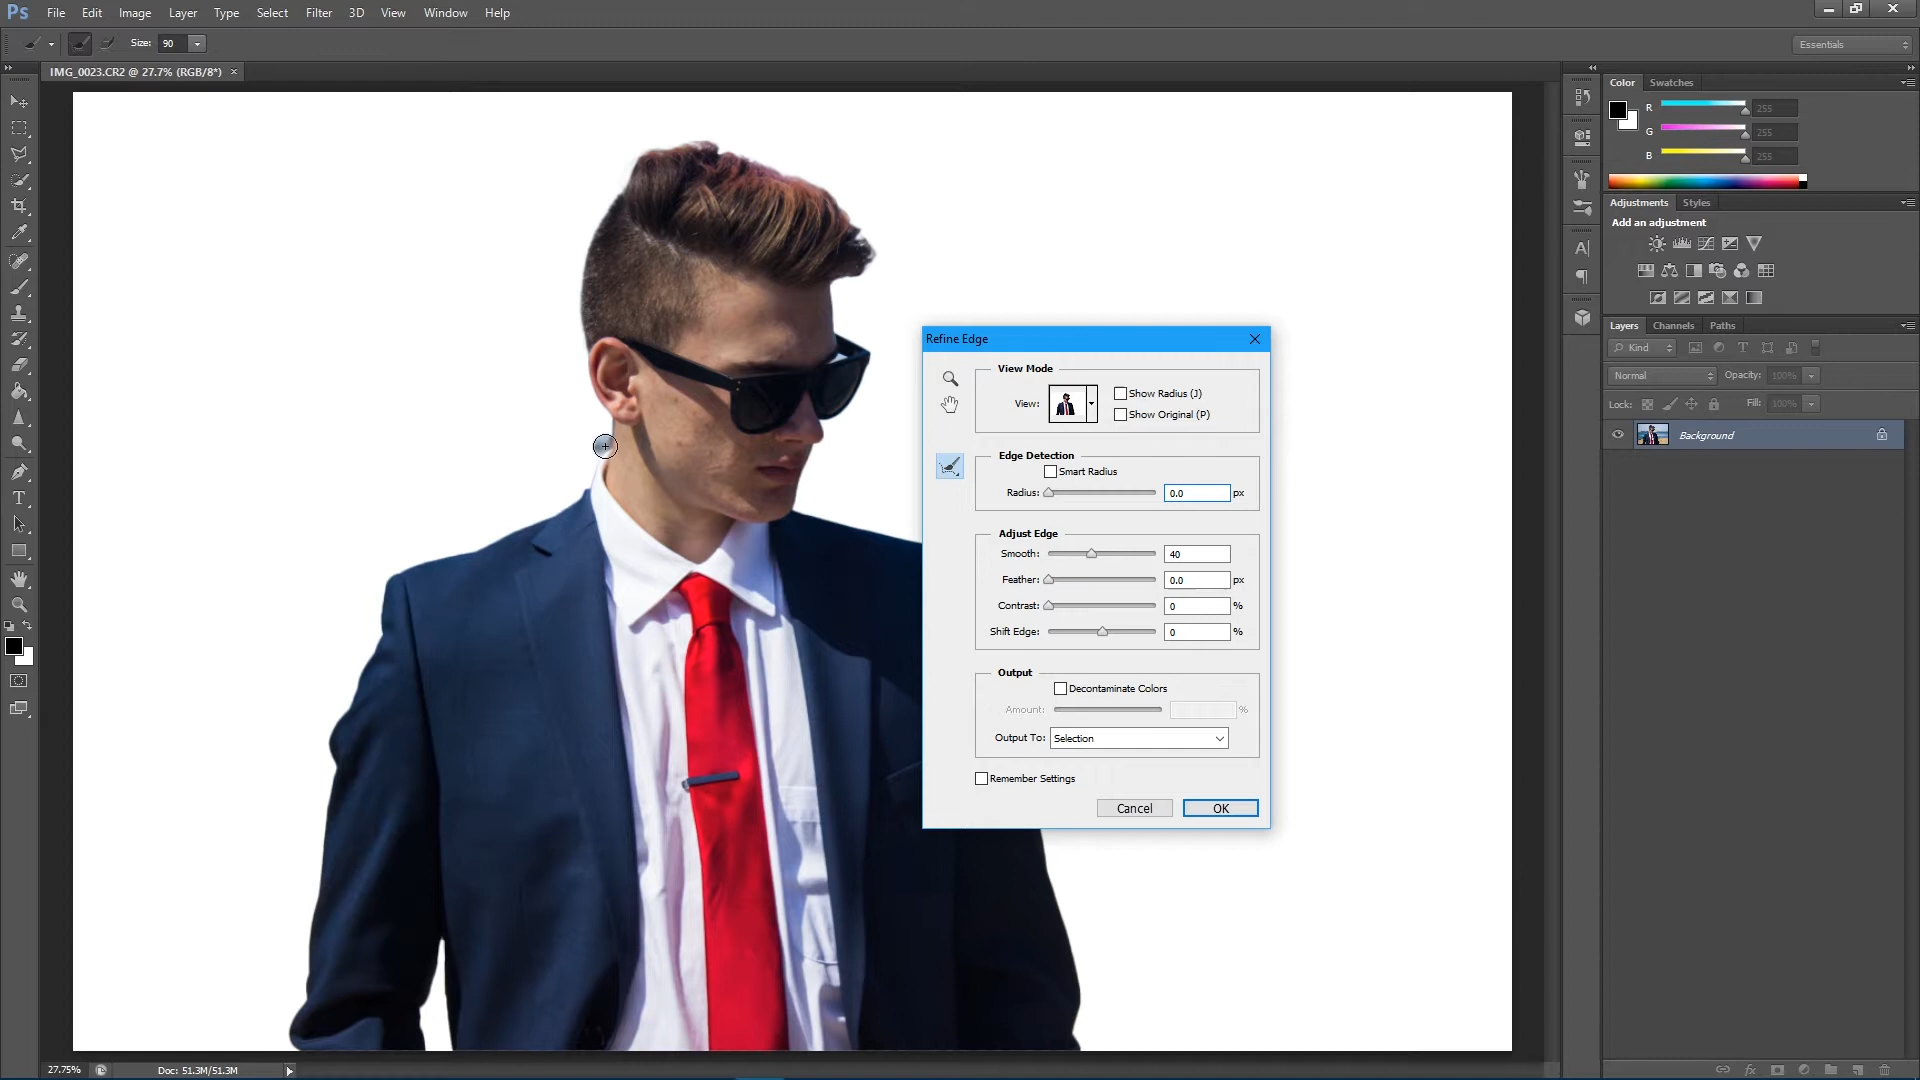 Ps File Edit Image Layer Type Select Filter 3D View Window Help
Size: 90 Essentials
IMG_0023.CR2 @ 27.7% (RGB/8*) ×
Color Swatches
R 255
G 255
B 255
Adjustments Styles
Add an adjustment
Layers Channels Paths
Kind
Normal Opacity: 100%
Lock: Fill: 100%
Background
Refine Edge
View Mode
View: Show Radius (J)
Show Original (P)
Edge Detection
Smart Radius
Radius: 0.0 px
Adjust Edge
Smooth: 40
Feather: 0.0 px
Contrast: 0 %
Shift Edge: 0 %
Output
Decontaminate Colors
Amount: %
Output To: Selection
Remember Settings
Cancel OK
27.75% Doc: 51.3M/51.3M